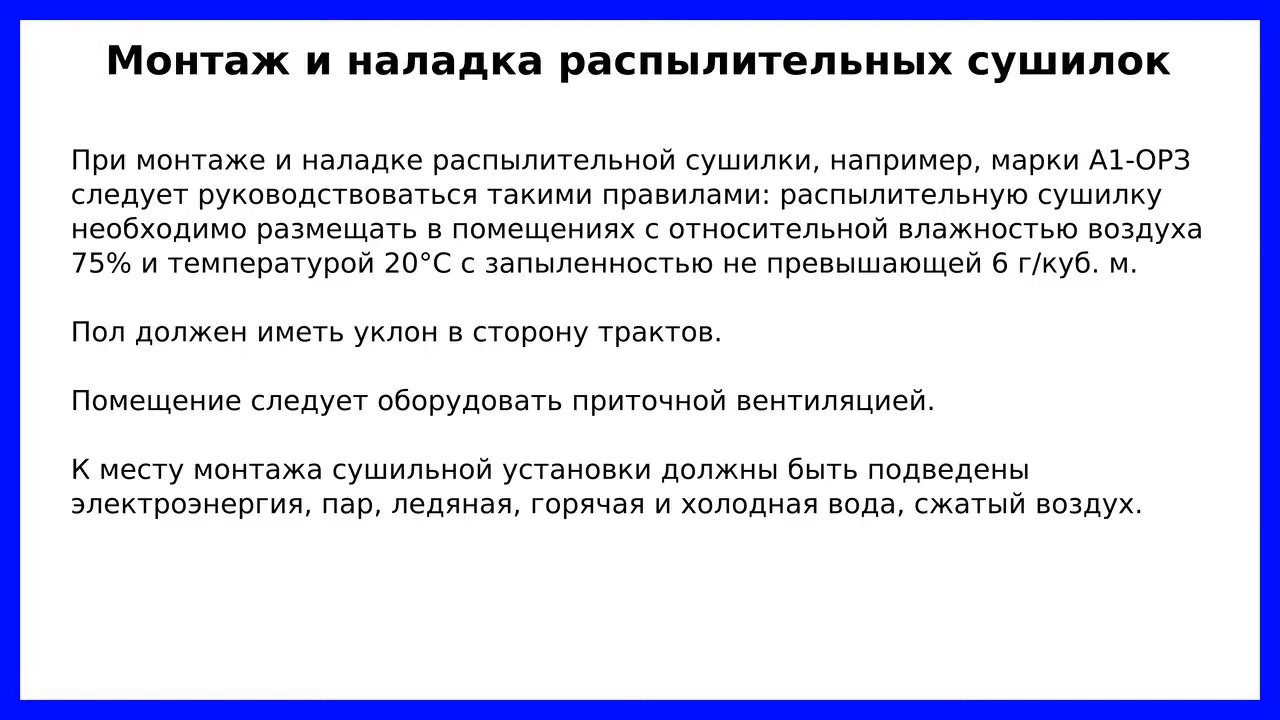 Монтаж и наладка распылительных сушилок
При монтаже и наладке распылительной сушилки, например, марки А1-ОРЗ
следует руководствоваться такими правилами: распылительную сушилку
необходимо размещать в помещениях с относительной влажностью воздуха
75% и температурой 20°С с запыленностью не превышающей 6 г/куб. м.
Пол должен иметь уклон в сторону трактов.
Помещение следует оборудовать приточной вентиляцией.
К месту монтажа сушильной установки должны быть подведены
электроэнергия, пар, ледяная, горячая и холодная вода, сжатый воздух.